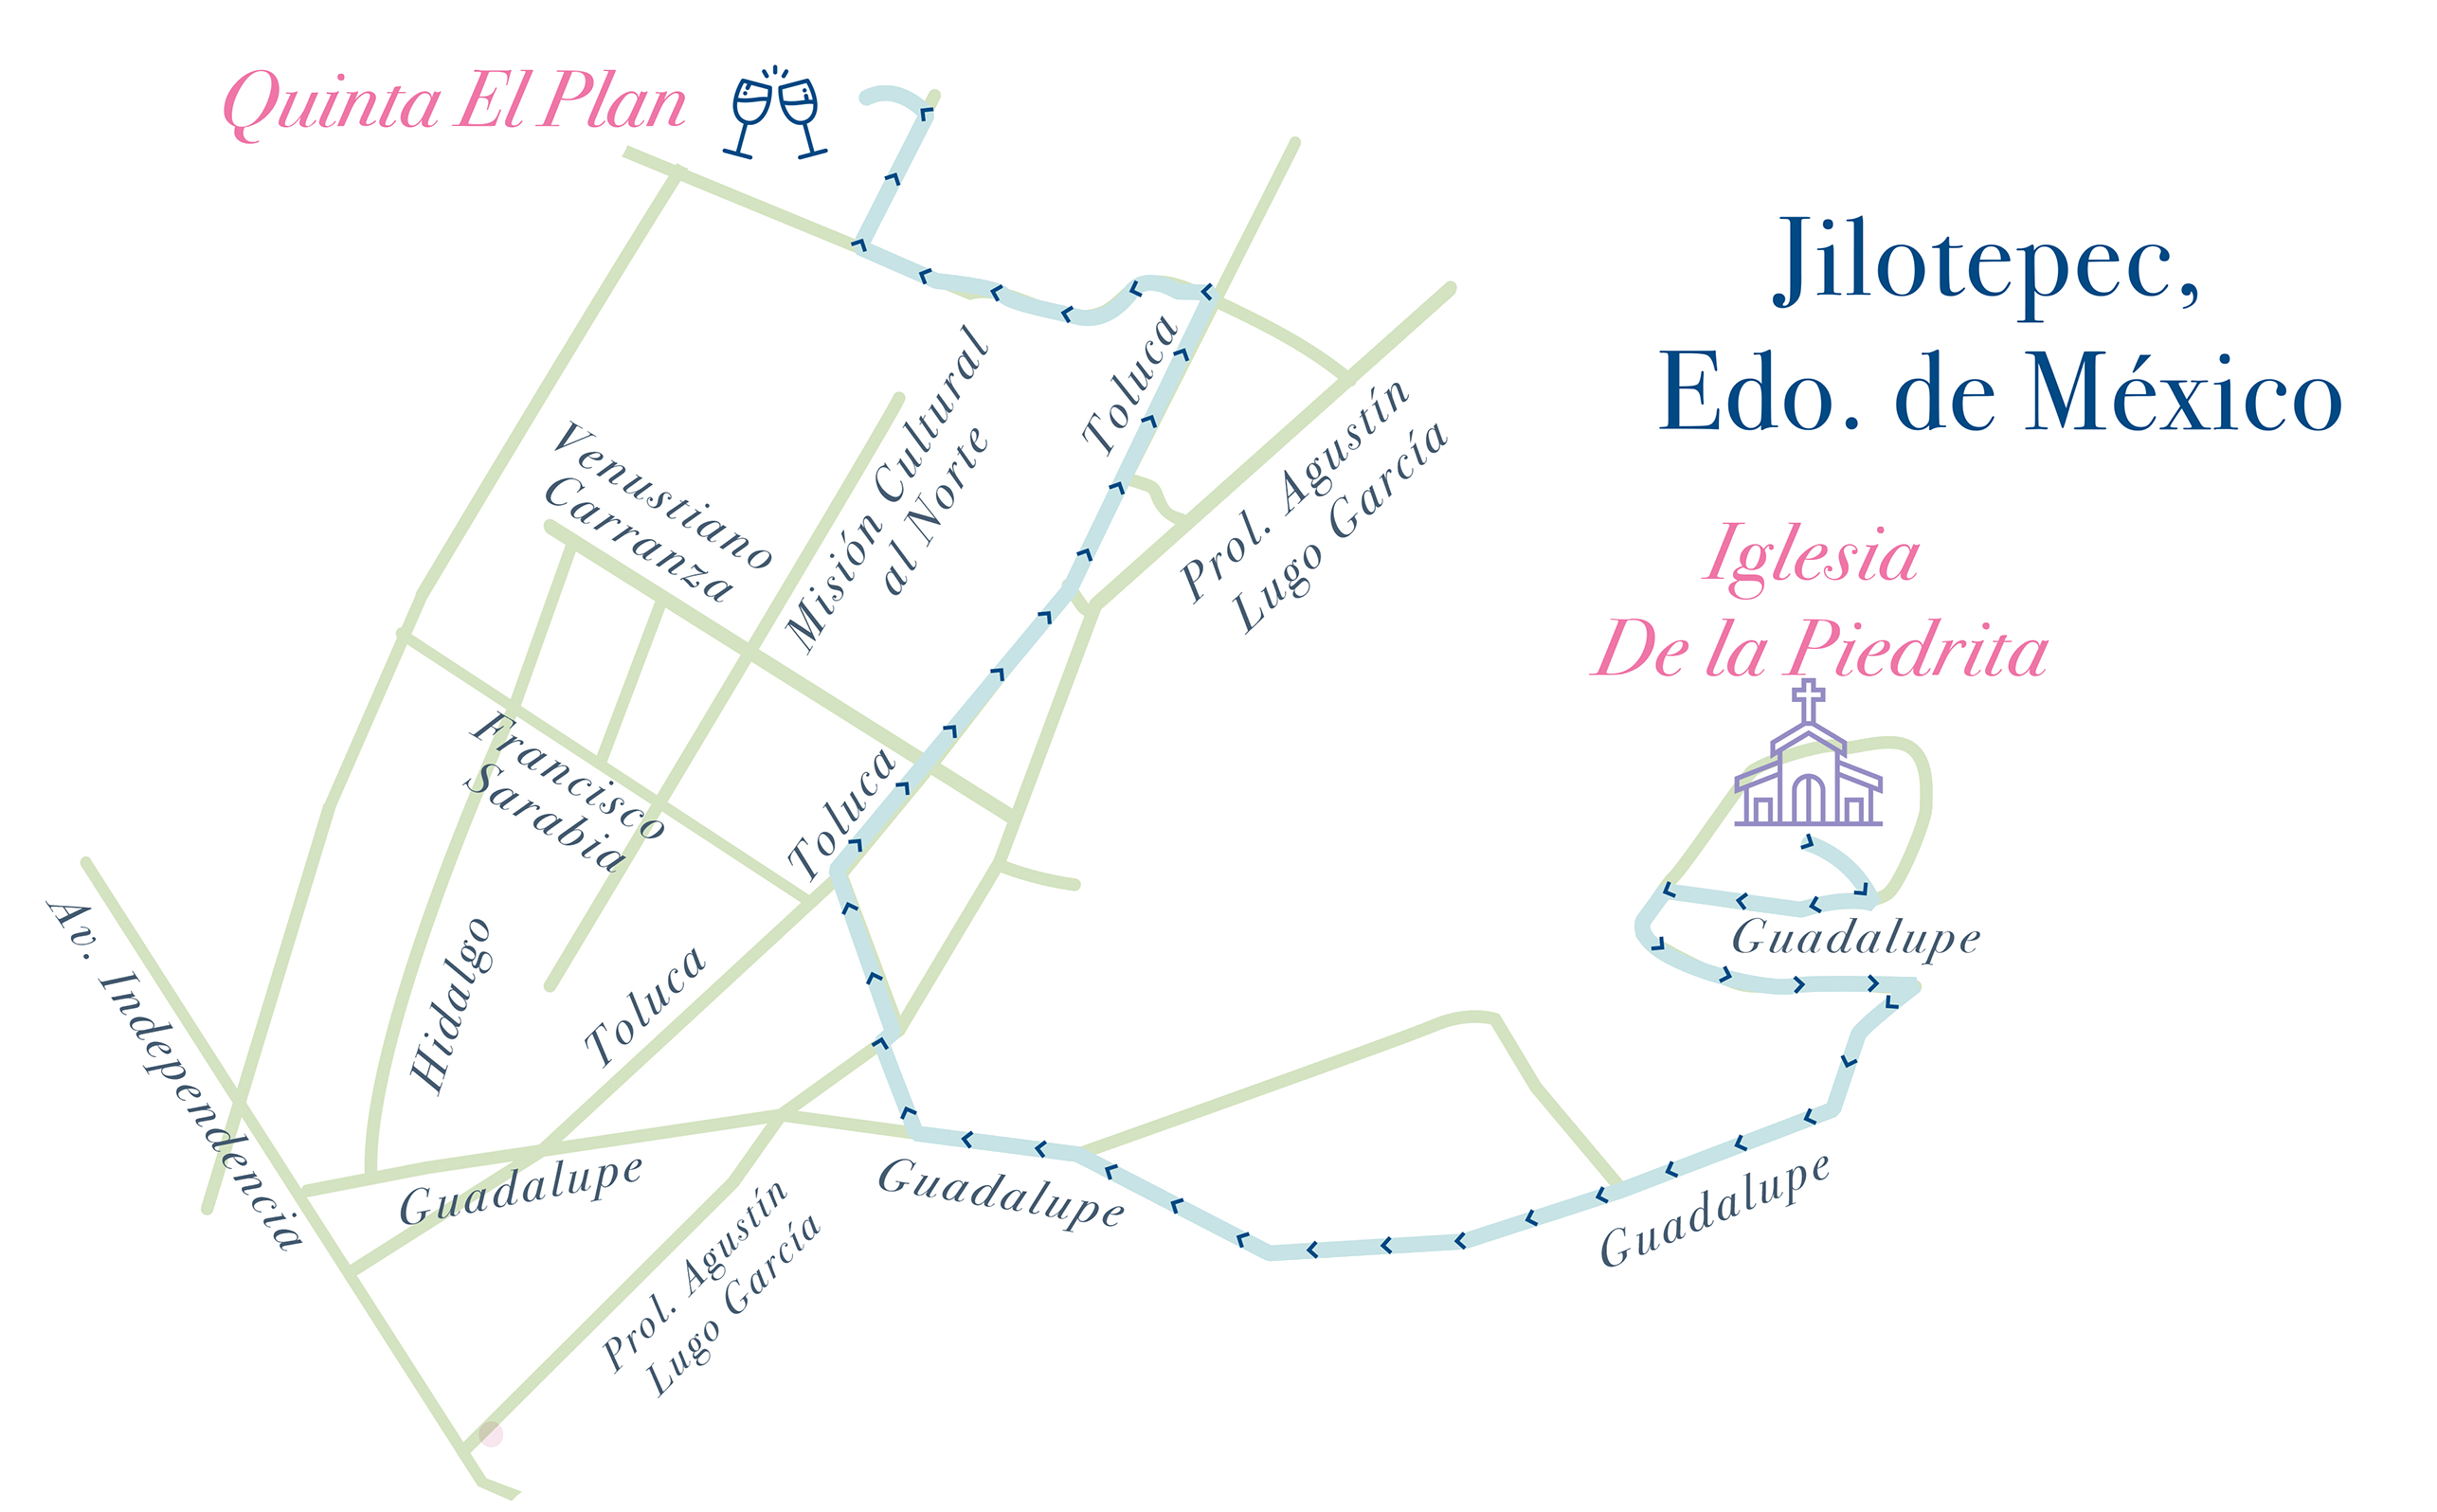 Quinta El Plan
Jilotepec,
Edo. de México
Iglesia
De la Piedrita
Venustiano
Carranza
Misión Cultural
al Norte
Toluca
Prol. Agustín
Lugo García
Francisco
Sarabia
Toluca
Av. Independencia
Hidalgo
Toluca
Guadalupe
Guadalupe
Guadalupe
Guadalupe
Prol. Agustín
Lugo García